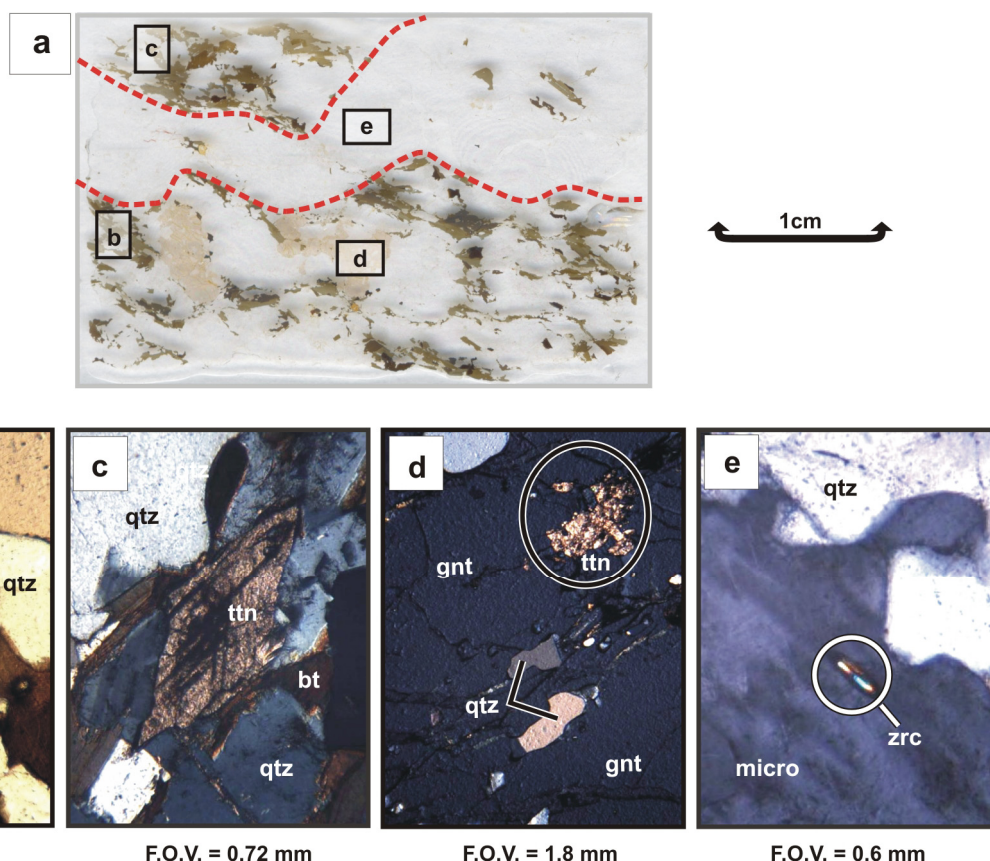 a
c
e
b
d
1cm
qtz
c
qtz
ttn
bt
qtz
d
gnt
ttn
qtz
gnt
e
qtz
zrc
micro
F.O.V. = 0.72 mm
F.O.V. = 1.8 mm
F.O.V. = 0.6 mm